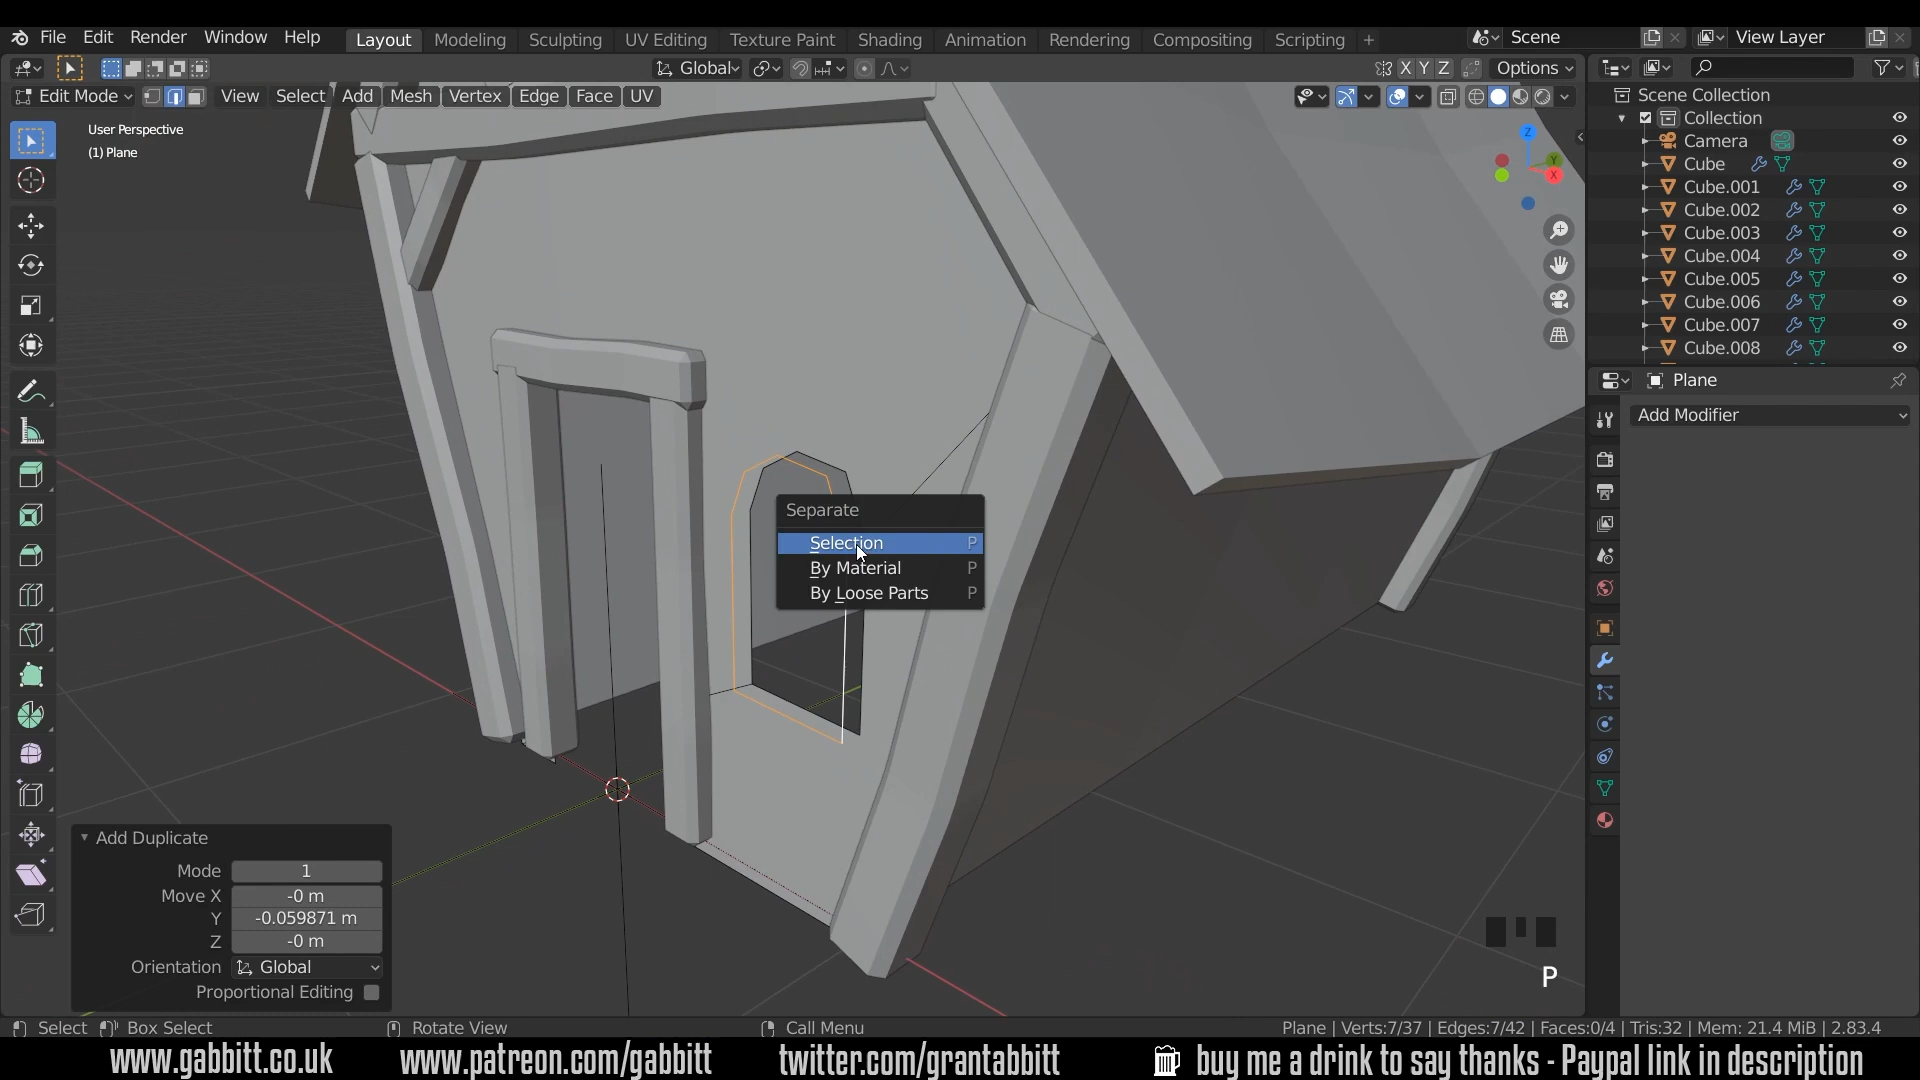 File Edit Render Window Help Layout Modeling Sculpting UV Editing Texture Paint Shading Animation Rendering Compositing Scripting + Scene View Layer
Global X Y Z Options
Edit Mode View Select Add Mesh Vertex Edge Face UV
User Perspective
(1) Plane
Z
Y
X
Scene Collection
Collection
Camera
Cube
Cube.001
Cube.002
Cube.003
Cube.004
Cube.005
Cube.006
Cube.007
Cube.008
Plane
Add Modifier
Separate
Selection P
By Material P
By Loose Parts P
Add Duplicate
Mode 1
Move X -0 m
Y -0.059871 m
Z -0 m
Orientation Global
Proportional Editing
P
Select Box Select Rotate View Call Menu Plane | Verts:7/37 | Edges:7/42 | Faces:0/4 | Tris:32 | Mem: 21.4 MiB | 2.83.4
www.gabbitt.co.uk www.patreon.com/gabbitt twitter.com/grantabbitt buy me a drink to say thanks - Paypal link in description